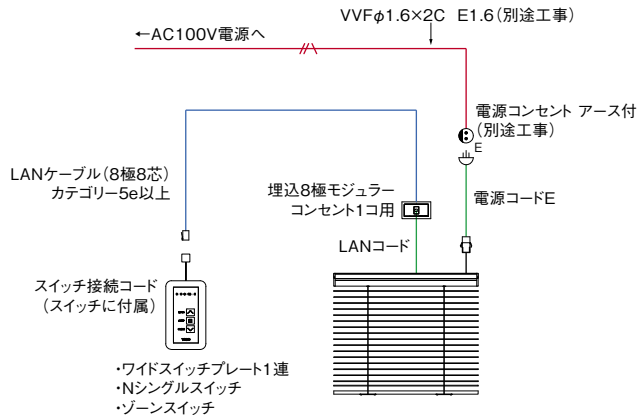 VVFφ1.6×2C E1.6(別途工事)
←AC100V電源へ
電源コンセント アース付
(別途工事)
E
LANケーブル(8極8芯)
カテゴリー5e以上
埋込8極モジュラー
コンセント1コ用
電源コードE
LANコード
スイッチ接続コード
(スイッチに付属)
・ワイドスイッチプレート1連
・Nシングルスイッチ
・ゾーンスイッチ